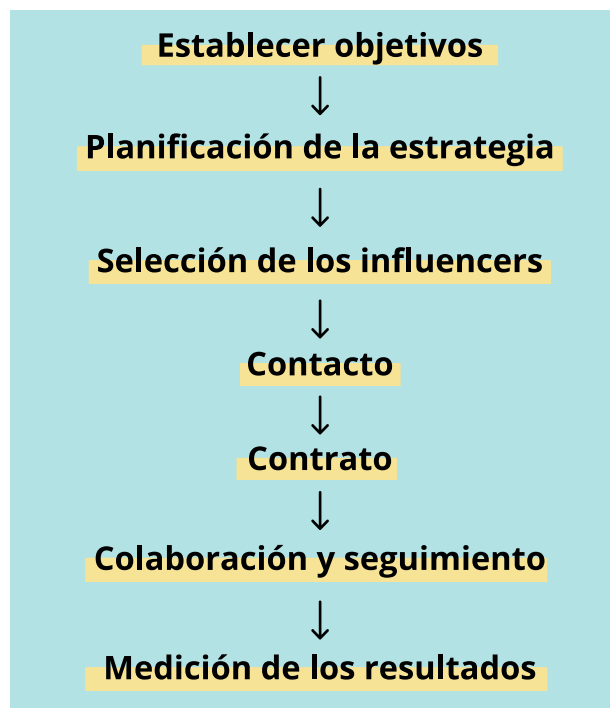 Establecer objetivos
Planificación de la estrategia
Selección de los influencers
Contacto
Contrato
Colaboración y seguimiento
Medición de los resultados